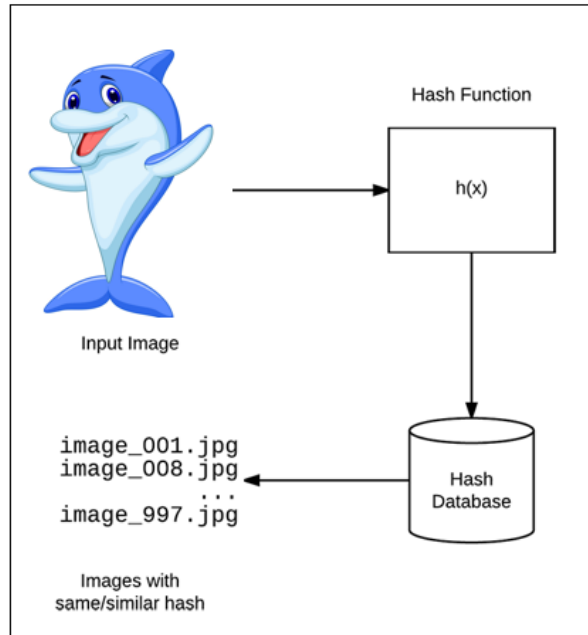 Hash Function
h(x)
Input Image
image_001.jpg
image_008.jpg
...
image_997.jpg
Hash
Database
Images with
same/similar hash